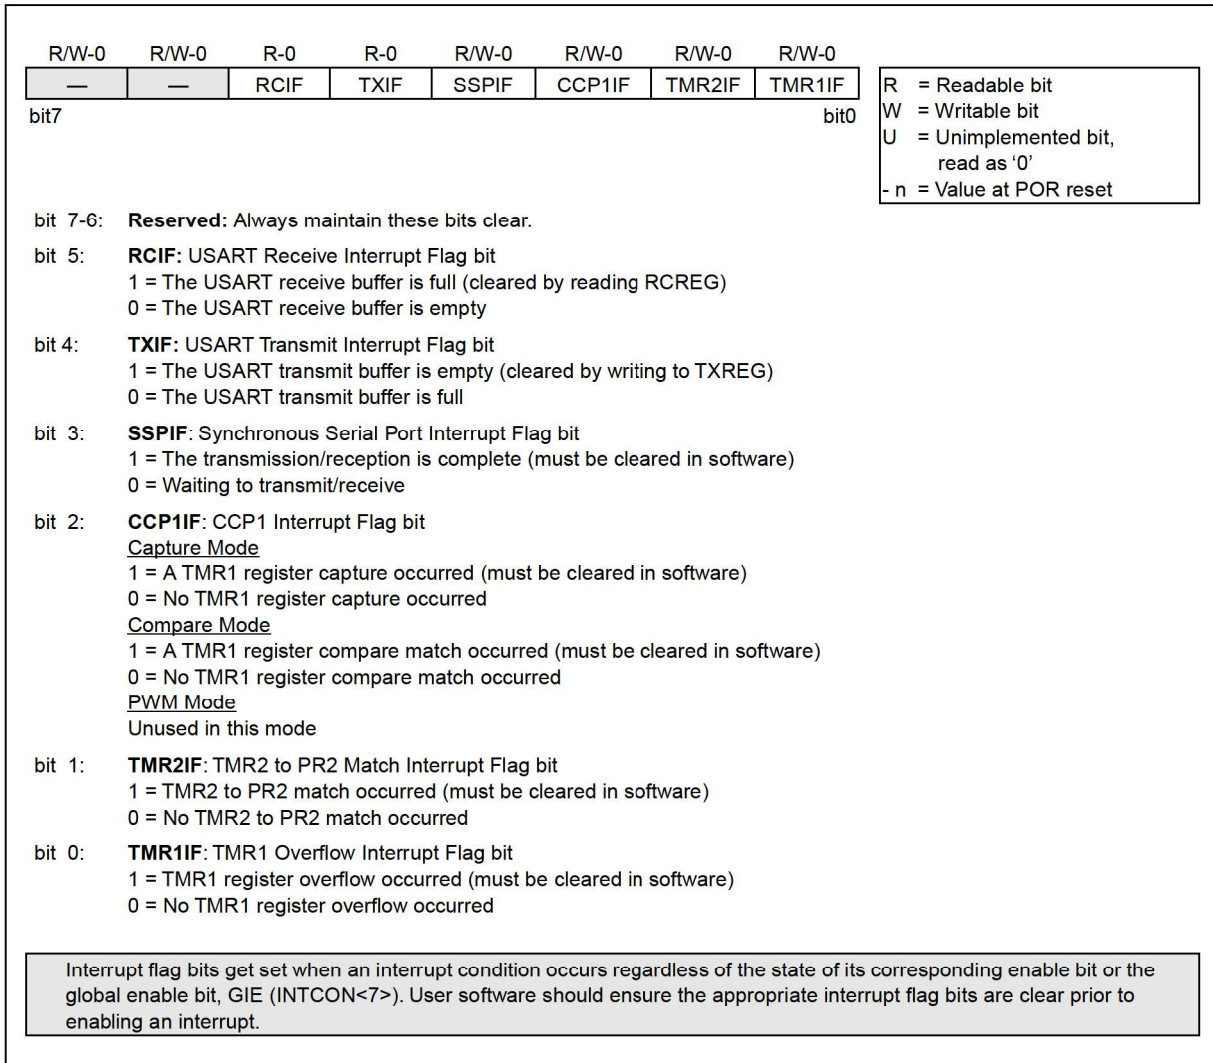 R/W-0 R/W-0 R-0 R-0 R/W-0 R/W-0 R/W-0 R/W-0
— — RCIF TXIF SSPIF CCP1IF TMR2IF TMR1IF
bit7 bit0
R = Readable bit
W = Writable bit
U = Unimplemented bit,
read as ‘0’
- n = Value at POR reset
bit 7-6: Reserved: Always maintain these bits clear.
bit 5: RCIF: USART Receive Interrupt Flag bit
1 = The USART receive buffer is full (cleared by reading RCREG)
0 = The USART receive buffer is empty
bit 4: TXIF: USART Transmit Interrupt Flag bit
1 = The USART transmit buffer is empty (cleared by writing to TXREG)
0 = The USART transmit buffer is full
bit 3: SSPIF: Synchronous Serial Port Interrupt Flag bit
1 = The transmission/reception is complete (must be cleared in software)
0 = Waiting to transmit/receive
bit 2: CCP1IF: CCP1 Interrupt Flag bit
Capture Mode
1 = A TMR1 register capture occurred (must be cleared in software)
0 = No TMR1 register capture occurred
Compare Mode
1 = A TMR1 register compare match occurred (must be cleared in software)
0 = No TMR1 register compare match occurred
PWM Mode
Unused in this mode
bit 1: TMR2IF: TMR2 to PR2 Match Interrupt Flag bit
1 = TMR2 to PR2 match occurred (must be cleared in software)
0 = No TMR2 to PR2 match occurred
bit 0: TMR1IF: TMR1 Overflow Interrupt Flag bit
1 = TMR1 register overflow occurred (must be cleared in software)
0 = No TMR1 register overflow occurred
Interrupt flag bits get set when an interrupt condition occurs regardless of the state of its corresponding enable bit or the
global enable bit, GIE (INTCON<7>). User software should ensure the appropriate interrupt flag bits are clear prior to
enabling an interrupt.